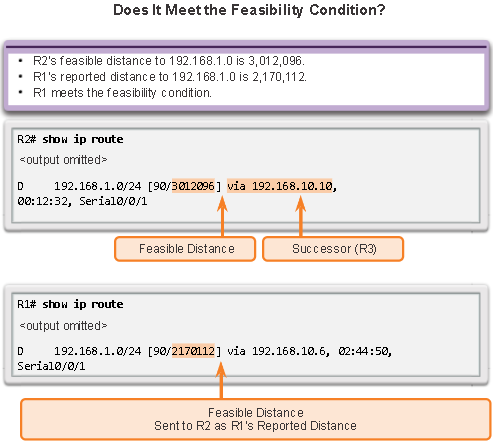 Does It Meet the Feasibility Condition?
• R2's feasible distance to 192.168.1.0 is 3,012,096.
• R1's reported distance to 192.168.1.0 is 2,170,112.
• R1 meets the feasibility condition.
R2# show ip route
<output omitted>
D 192.168.1.0/24 [90/3012096] via 192.168.10.10,
00:12:32, Serial0/0/1
Feasible Distance
Successor (R3)
R1# show ip route
<output omitted>
D 192.168.1.0/24 [90/2170112] via 192.168.10.6, 02:44:50,
Serial0/0/1
Feasible Distance
Sent to R2 as R1's Reported Distance